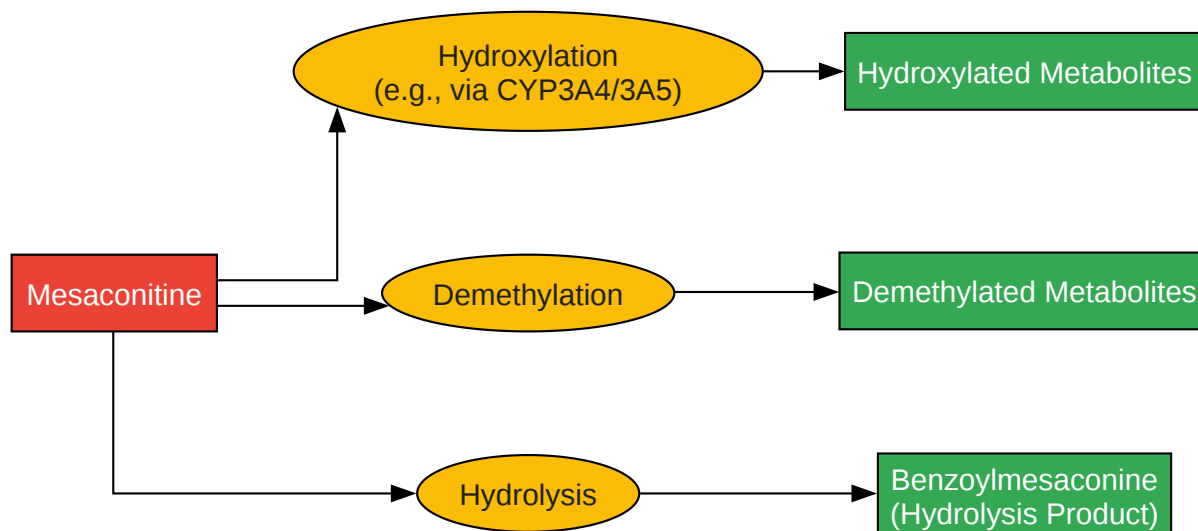 Hydroxylation
(e.g., via CYP3A4/3A5)
Hydroxylated Metabolites
Mesaconitine
Demethylation
Demethylated Metabolites
Hydrolysis
Benzoylmesaconine
(Hydrolysis Product)